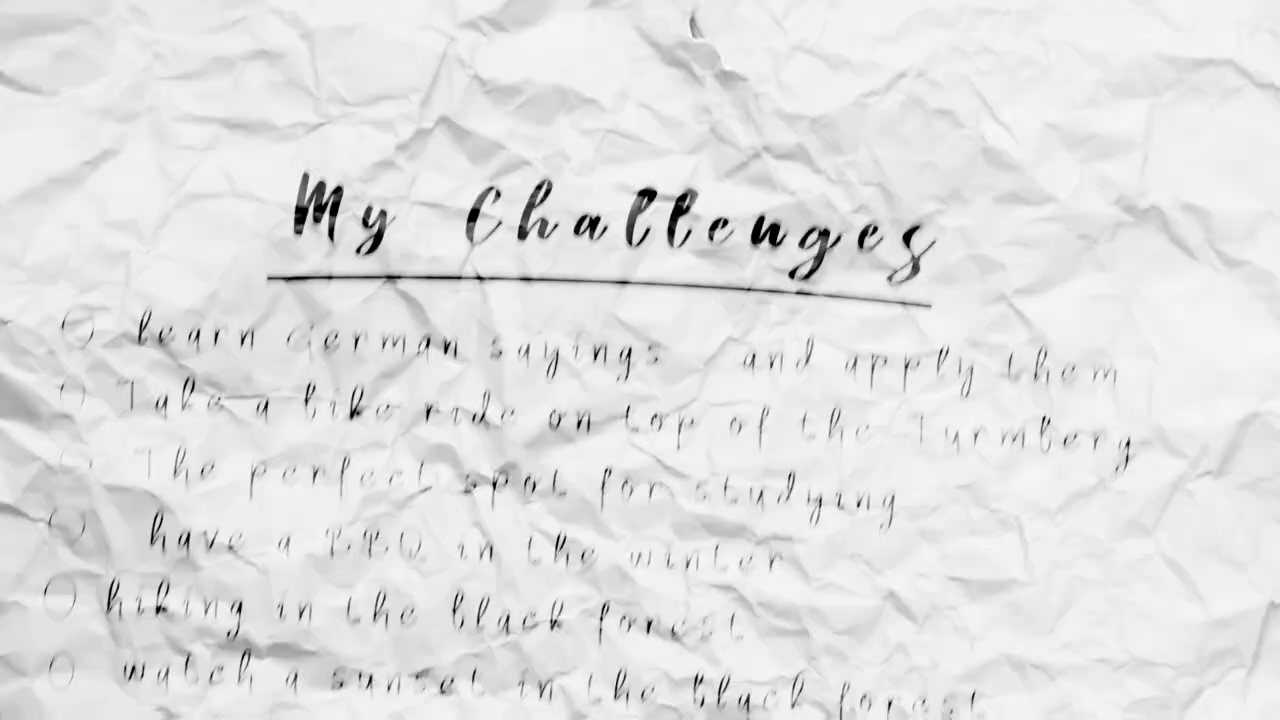 My Challenges
O learn German sayings and apply them
O Take a bike ride on top of the Turmberg
O The perfect spot for studying
O have a BBQ in the winter
O hiking in the black forest
O watch a sunset in the black forest